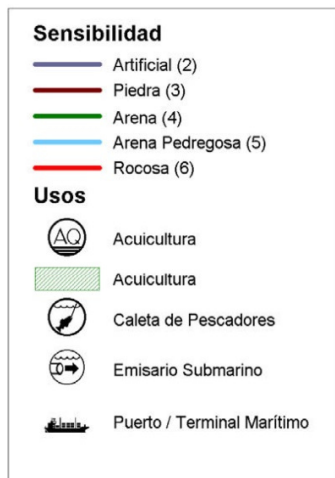 Sensibilidad
Artificial (2)
Piedra (3)
Arena (4)
Arena Pedregosa (5)
Rocosa (6)
Usos
AQ
Acuicultura
Acuicultura
Caleta de Pescadores
Emisario Submarino
Puerto / Terminal Marítimo